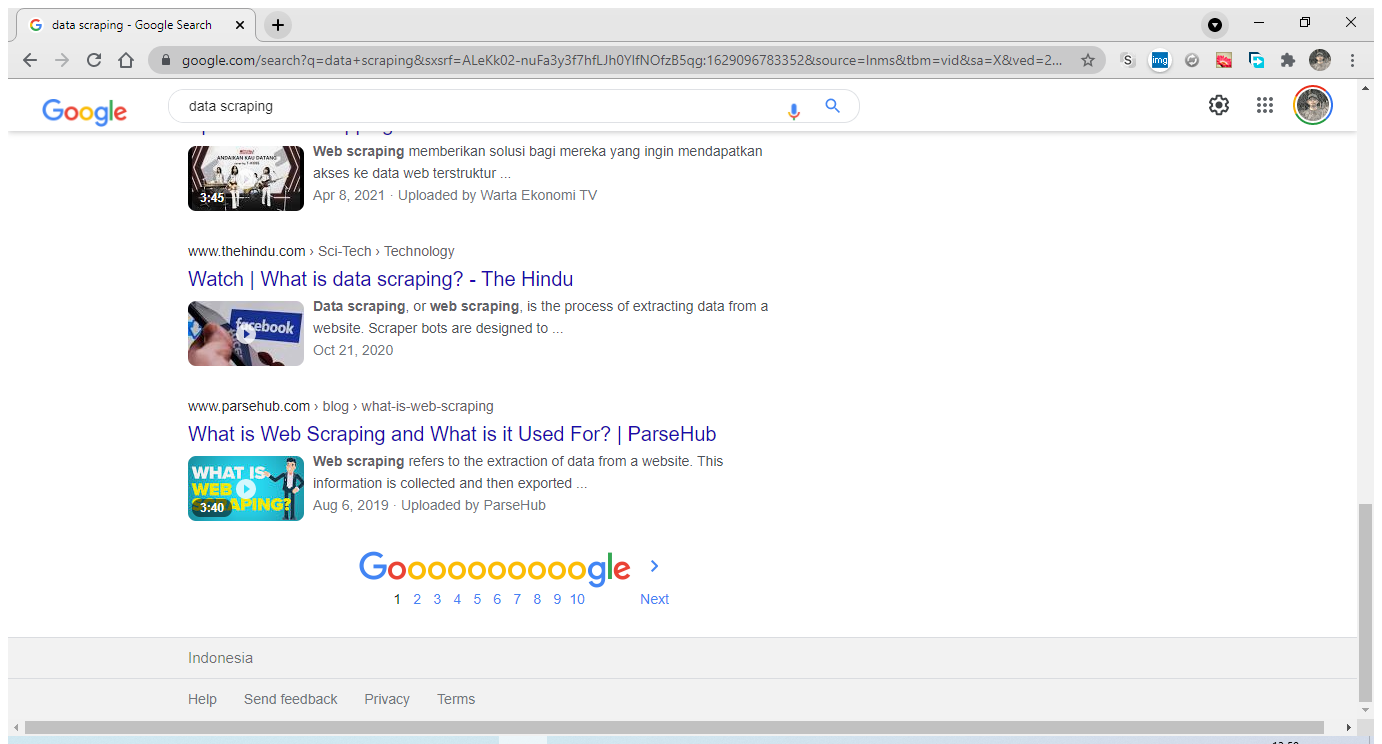 data scraping - Google Search
google.com/search?q=data+scraping&sxsrf=ALeKk02-nuFa3y3f7hfLJh0YIfNOfzB5qg:1629096783352&source=lnms&tbm=vid&sa=X&ved=2...
S
img
Google
data scraping
ANDAIKAN KAU DATANG
3:45
Web scraping memberikan solusi bagi mereka yang ingin mendapatkan
akses ke data web terstruktur ...
Apr 8, 2021 · Uploaded by Warta Ekonomi TV
www.thehindu.com › Sci-Tech › Technology
Watch | What is data scraping? - The Hindu
facebook
Data scraping, or web scraping, is the process of extracting data from a
website. Scraper bots are designed to ...
Oct 21, 2020
www.parsehub.com › blog › what-is-web-scraping
What is Web Scraping and What is it Used For? | ParseHub
WHAT IS
WEB
SCRAPING?
3:40
Web scraping refers to the extraction of data from a website. This
information is collected and then exported ...
Aug 6, 2019 · Uploaded by ParseHub
Goooooooooogle
1 2 3 4 5 6 7 8 9 10 Next
Indonesia
Help Send feedback Privacy Terms